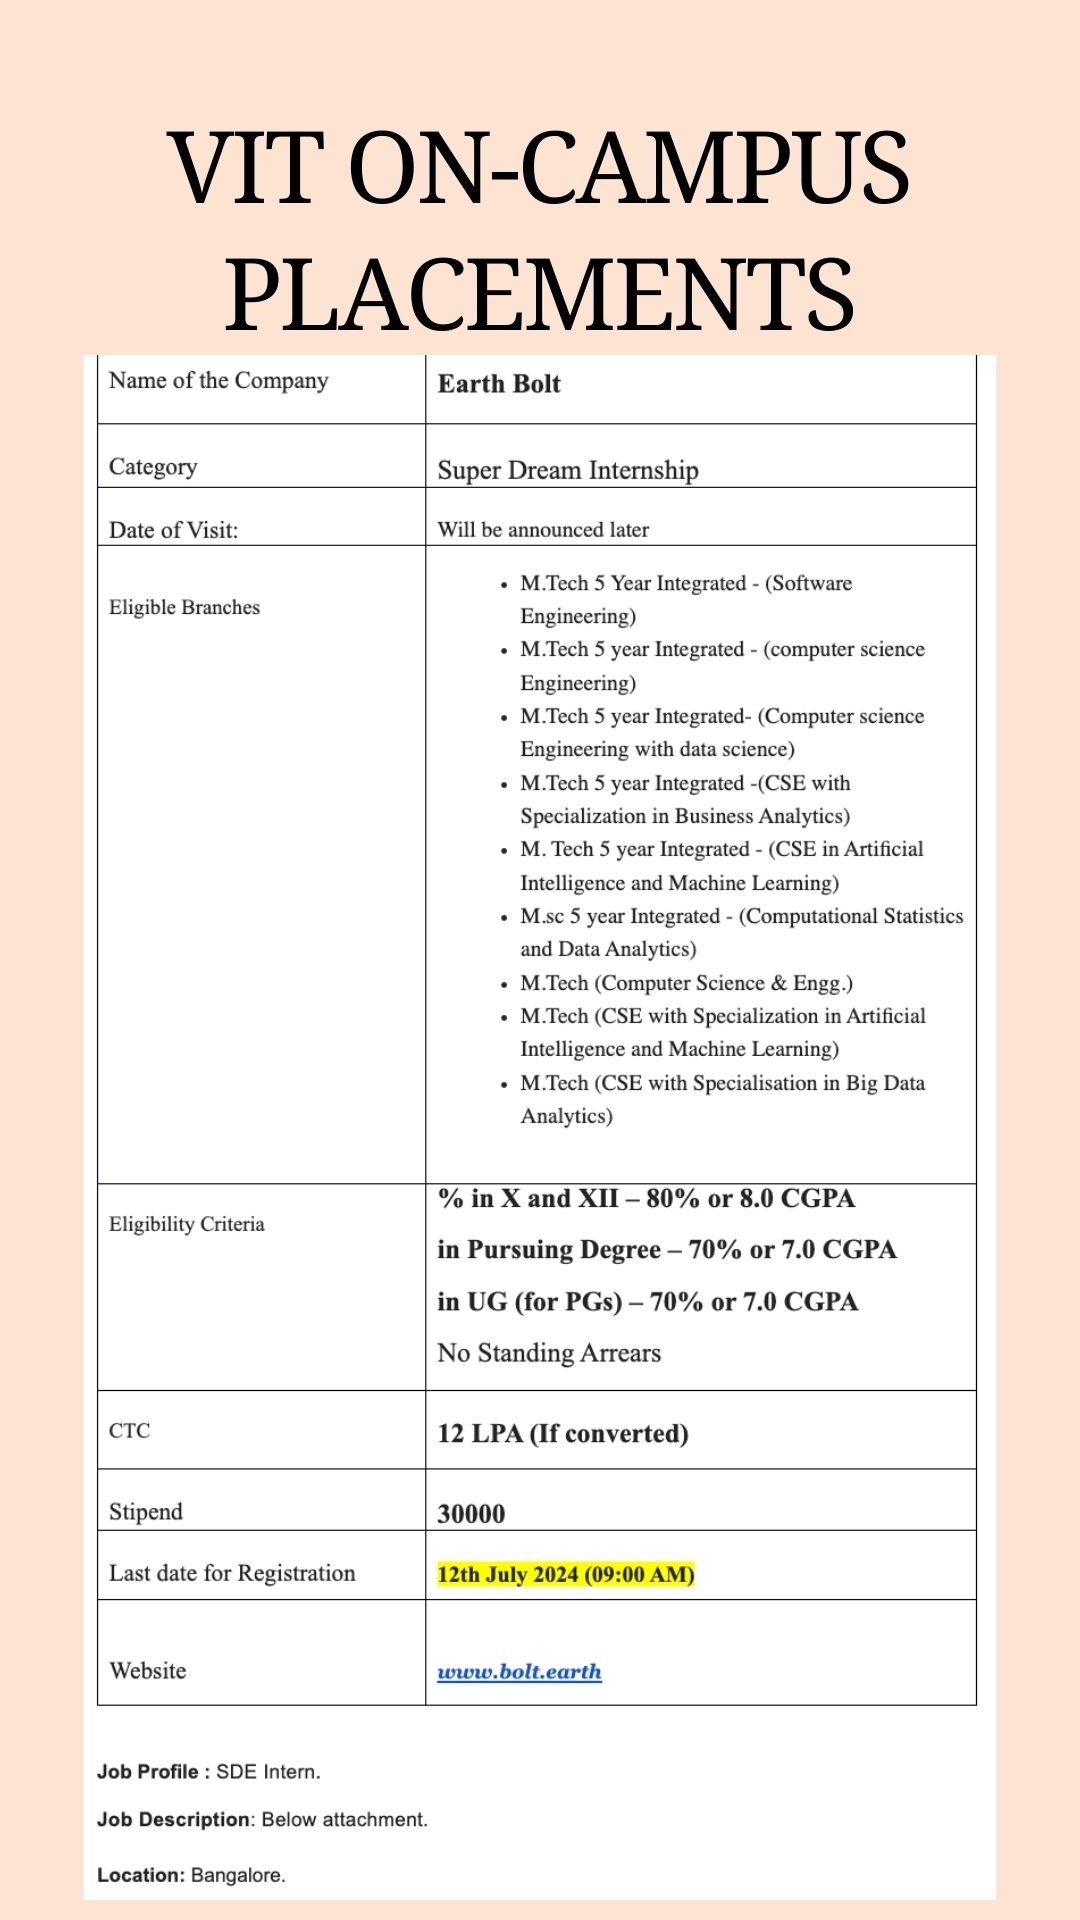 VIT ON-CAMPUS
PLACEMENTS
Name of the Company
Earth Bolt
Category
Super Dream Internship
Date of Visit:
Will be announced later
Eligible Branches
• M.Tech 5 Year Integrated - (Software
Engineering)
• M.Tech 5 year Integrated - (computer science
Engineering)
• M.Tech 5 year Integrated- (Computer science
Engineering with data science)
• M.Tech 5 year Integrated -(CSE with
Specialization in Business Analytics)
• M. Tech 5 year Integrated - (CSE in Artificial
Intelligence and Machine Learning)
• M.sc 5 year Integrated - (Computational Statistics
and Data Analytics)
• M.Tech (Computer Science & Engg.)
• M.Tech (CSE with Specialization in Artificial
Intelligence and Machine Learning)
• M.Tech (CSE with Specialisation in Big Data
Analytics)
Eligibility Criteria
% in X and XII – 80% or 8.0 CGPA
in Pursuing Degree – 70% or 7.0 CGPA
in UG (for PGs) – 70% or 7.0 CGPA
No Standing Arrears
CTC
12 LPA (If converted)
Stipend
30000
Last date for Registration
12th July 2024 (09:00 AM)
Website
www.bolt.earth
Job Profile : SDE Intern.
Job Description: Below attachment.
Location: Bangalore.